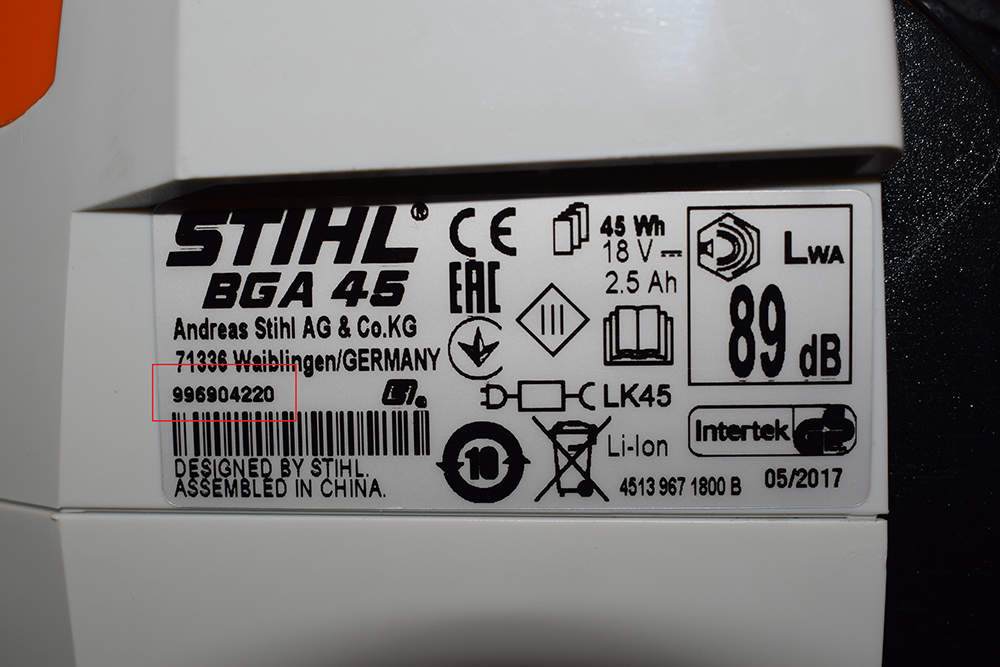 STIHL®
BGA 45
Andreas Stihl AG & Co.KG
71336 Waiblingen/GERMANY
996904220
DESIGNED BY STIHL.
ASSEMBLED IN CHINA.
CE
EAC
10
45 Wh
18 V
2.5 Ah
LK45
Li-Ion
4513 967 1800 B
LWA
89 dB
Intertek
GS
05/2017